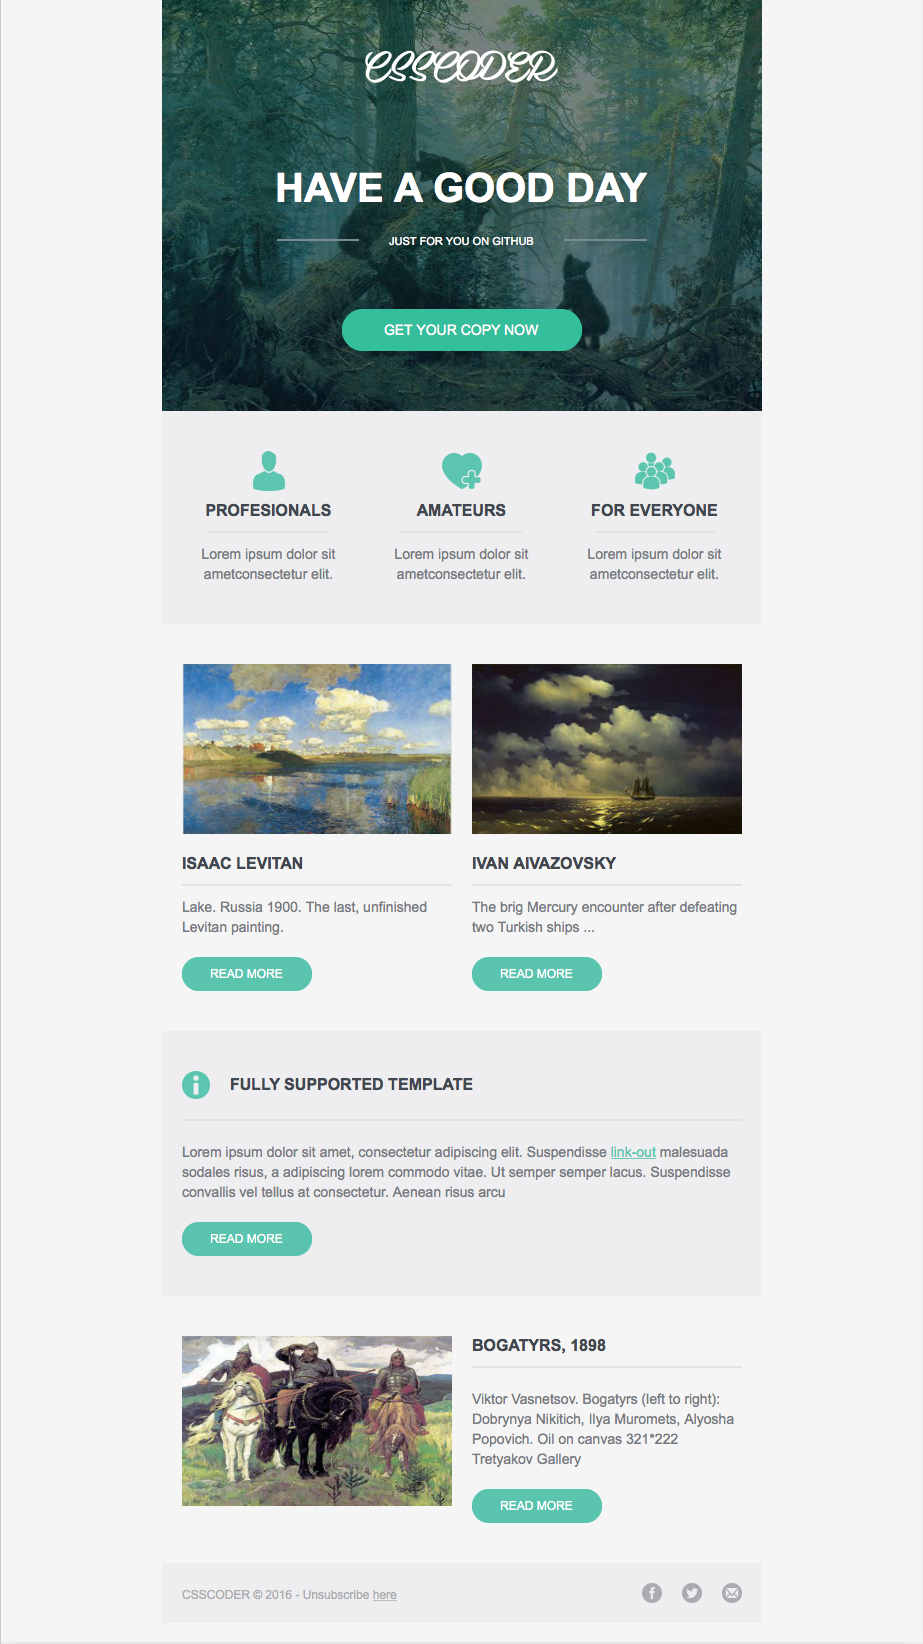 CSSCODER
HAVE A GOOD DAY
JUST FOR YOU ON GITHUB
GET YOUR COPY NOW
PROFESIONALS
Lorem ipsum dolor sit
ametconsectetur elit.
AMATEURS
Lorem ipsum dolor sit
ametconsectetur elit.
FOR EVERYONE
Lorem ipsum dolor sit
ametconsectetur elit.
ISAAC LEVITAN
Lake. Russia 1900. The last, unfinished
Levitan painting.
READ MORE
IVAN AIVAZOVSKY
The brig Mercury encounter after defeating
two Turkish ships ...
READ MORE
FULLY SUPPORTED TEMPLATE
Lorem ipsum dolor sit amet, consectetur adipiscing elit. Suspendisse link-out malesuada
sodales risus, a adipiscing lorem commodo vitae. Ut semper semper lacus. Suspendisse
convallis vel tellus at consectetur. Aenean risus arcu
READ MORE
BOGATYRS, 1898
Viktor Vasnetsov. Bogatyrs (left to right):
Dobrynya Nikitich, Ilya Muromets, Alyosha
Popovich. Oil on canvas 321*222
Tretyakov Gallery
READ MORE
CSSCODER © 2016 - Unsubscribe here